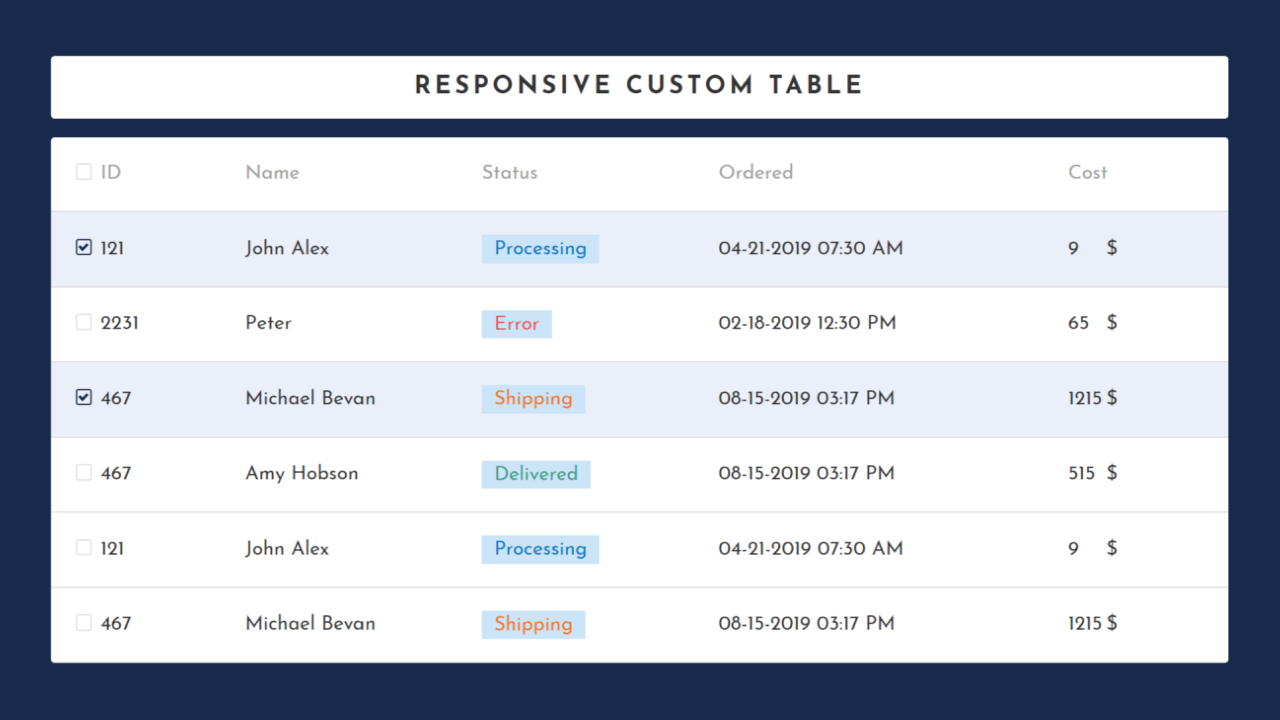 RESPONSIVE CUSTOM TABLE
ID Name Status Ordered Cost
121 John Alex Processing 04-21-2019 07:30 AM 9 $
2231 Peter Error 02-18-2019 12:30 PM 65 $
467 Michael Bevan Shipping 08-15-2019 03:17 PM 1215 $
467 Amy Hobson Delivered 08-15-2019 03:17 PM 515 $
121 John Alex Processing 04-21-2019 07:30 AM 9 $
467 Michael Bevan Shipping 08-15-2019 03:17 PM 1215 $